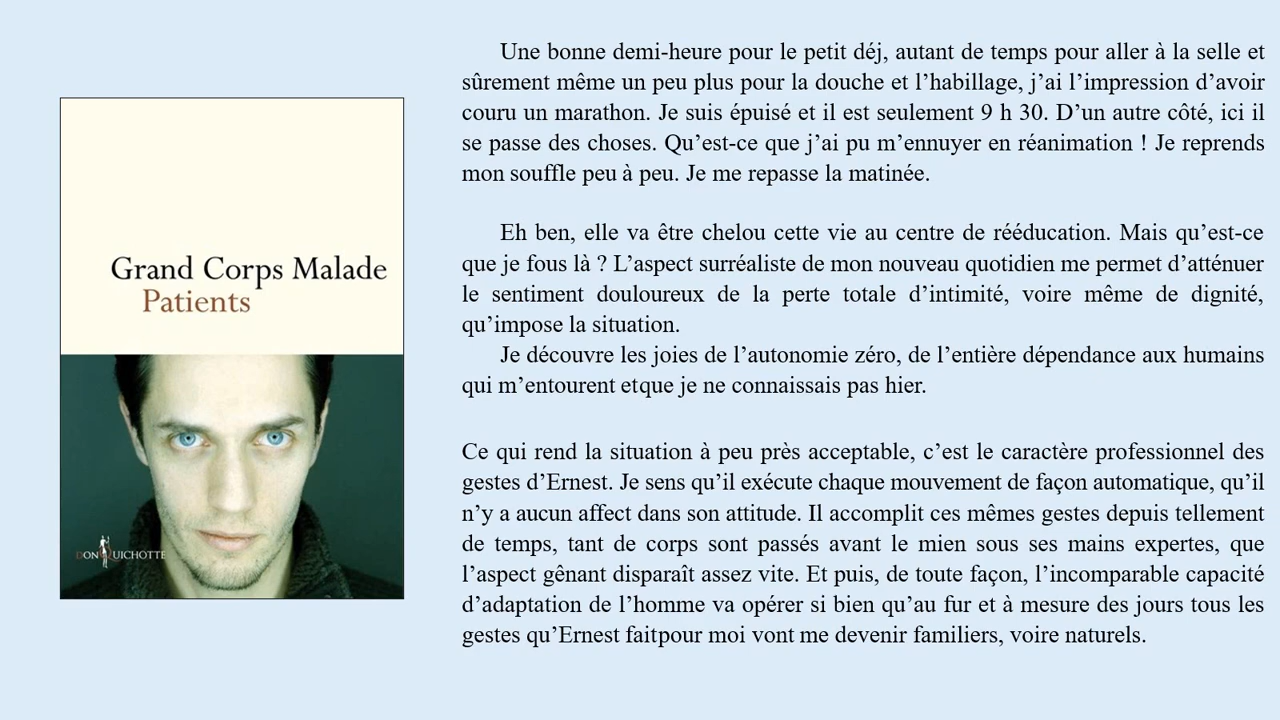 Grand Corps Malade
Patients
DON QUICHOTTE
Une bonne demi-heure pour le petit déj, autant de temps pour aller à la selle et
sûrement même un peu plus pour la douche et l’habillage, j’ai l’impression d’avoir
couru un marathon. Je suis épuisé et il est seulement 9 h 30. D’un autre côté, ici il
se passe des choses. Qu’est-ce que j’ai pu m’ennuyer en réanimation ! Je reprends
mon souffle peu à peu. Je me repasse la matinée.
Eh ben, elle va être chelou cette vie au centre de rééducation. Mais qu’est-ce
que je fous là ? L’aspect surréaliste de mon nouveau quotidien me permet d’atténuer
le sentiment douloureux de la perte totale d’intimité, voire même de dignité,
qu’impose la situation.
Je découvre les joies de l’autonomie zéro, de l’entière dépendance aux humains
qui m’entourent etque je ne connaissais pas hier.
Ce qui rend la situation à peu près acceptable, c’est le caractère professionnel des
gestes d’Ernest. Je sens qu’il exécute chaque mouvement de façon automatique, qu’il
n’y a aucun affect dans son attitude. Il accomplit ces mêmes gestes depuis tellement
de temps, tant de corps sont passés avant le mien sous ses mains expertes, que
l’aspect gênant disparaît assez vite. Et puis, de toute façon, l’incomparable capacité
d’adaptation de l’homme va opérer si bien qu’au fur et à mesure des jours tous les
gestes qu’Ernest faitpour moi vont me devenir familiers, voire naturels.